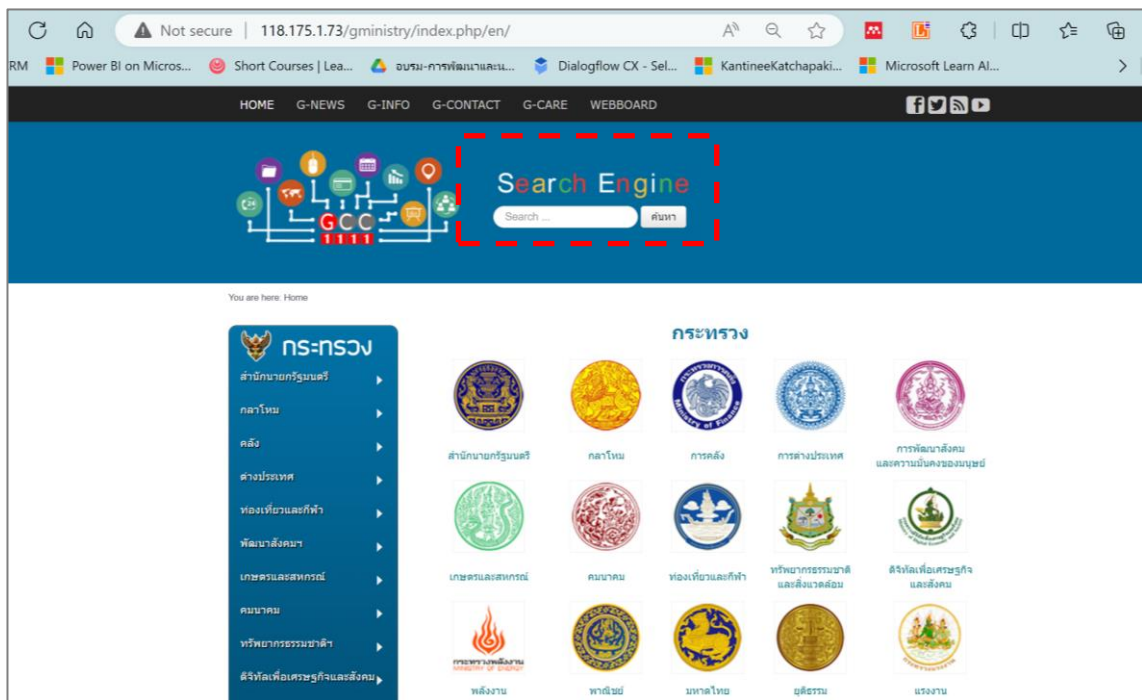 Not secure | 118.175.1.73/gministry/index.php/en/
RM Power BI on Micros... Short Courses | Lea... อบรม-การพัฒนาและน... Dialogflow CX - Sel... KantineeKatchapaki... Microsoft Learn AI...
HOME G-NEWS G-INFO G-CONTACT G-CARE WEBBOARD
Search Engine
Search ... ค้นหา
GCC
1111
You are here: Home
กระทรวง
สำนักนายกรัฐมนตรี
กลาโหม
คลัง
ต่างประเทศ
ท่องเที่ยวและกีฬา
พัฒนาสังคมฯ
เกษตรและสหกรณ์
คมนาคม
ทรัพยากรธรรมชาติฯ
ดิจิทัลเพื่อเศรษฐกิจและสังคม
กระทรวง
สำนักนายกรัฐมนตรี กลาโหม การคลัง การต่างประเทศ การพัฒนาสังคม
และความมั่นคงของมนุษย์
Ministry of Finance
เกษตรและสหกรณ์ คมนาคม ท่องเที่ยวและกีฬา ทรัพยากรธรรมชาติ ดิจิทัลเพื่อเศรษฐกิจ
และสิ่งแวดล้อม และสังคม
กระทรวงพลังงาน
MINISTRY OF ENERGY
พลังงาน พาณิชย์ มหาดไทย ยุติธรรม แรงงาน